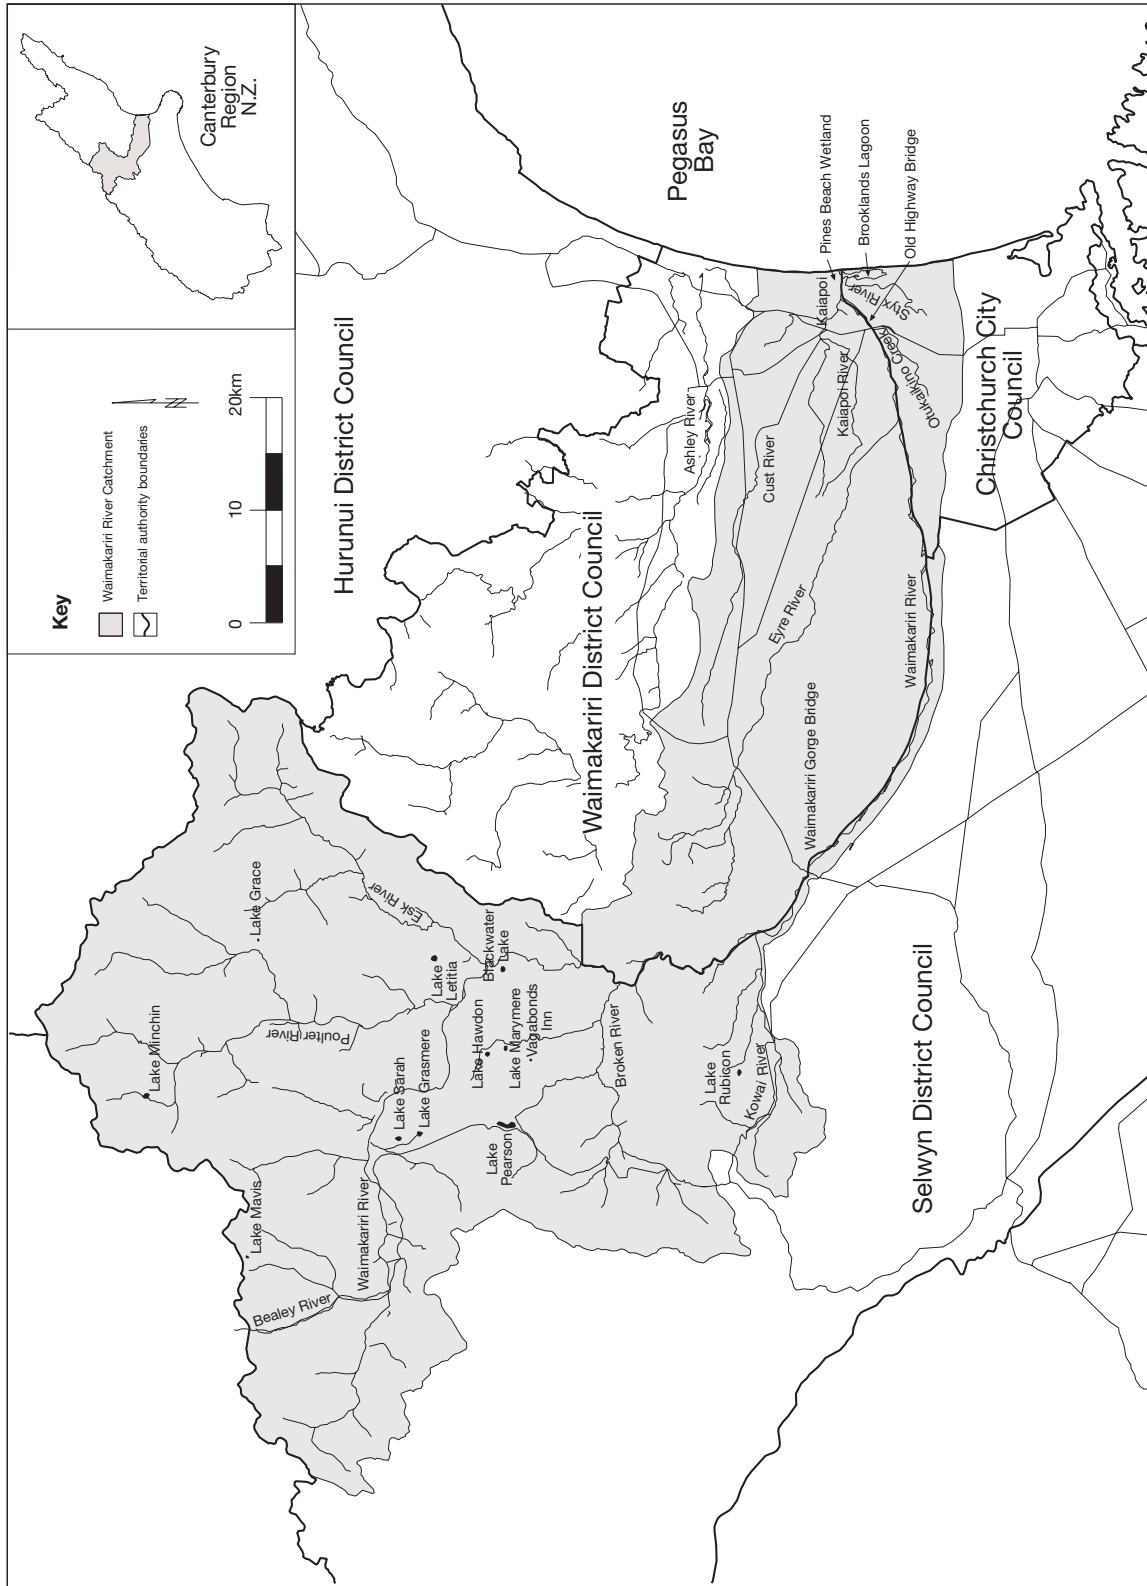 Canterbury
Region
N.Z.
Key
Waimakariri River Catchment
Territorial authority boundaries
0
10
20km
Hurunui District Council
Waimakariri District Council
Selwyn District Council
Christchurch City
Council
Pegasus
Bay
Lake Minchin
Lake Grace
Lake Mavis
Bealey River
Waimakariri River
Poulter River
Esk River
Lake Sarah
Lake Grasmere
Lake
Letitia
Blackwater
Lake
Lake Hawdon
Lake Marymere
Vagabonds
Inn
Lake
Pearson
Broken River
Lake
Rubicon
Kowai River
Waimakariri Gorge Bridge
Eyre River
Waimakariri River
Ashley River
Cust River
Kaiapoi River
Kaiapoi
Otukaikino Creek
Styx River
Pines Beach Wetland
Brooklands Lagoon
Old Highway Bridge